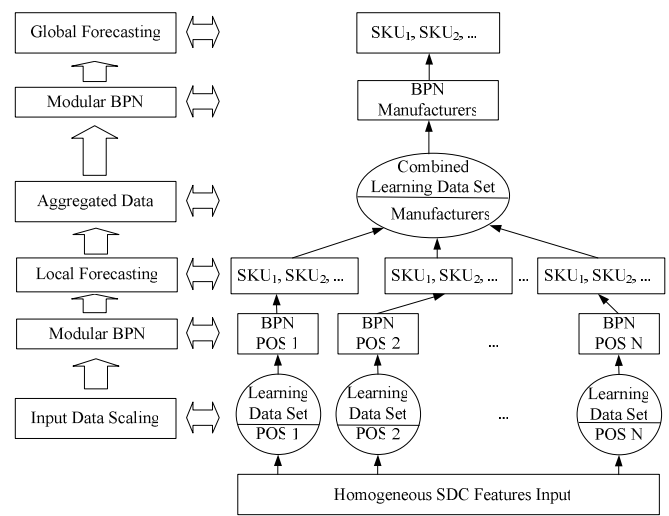 Global Forecasting
SKU₁, SKU₂, ...
Modular BPN
BPN
Manufacturers
Combined
Learning Data Set
Manufacturers
Aggregated Data
Local Forecasting
SKU₁, SKU₂, ...
SKU₁, SKU₂, ...
...
SKU₁, SKU₂, ...
Modular BPN
BPN
POS 1
BPN
POS 2
...
BPN
POS N
Input Data Scaling
Learning
Data Set
POS 1
Learning
Data Set
POS 2
...
Learning
Data Set
POS N
Homogeneous SDC Features Input